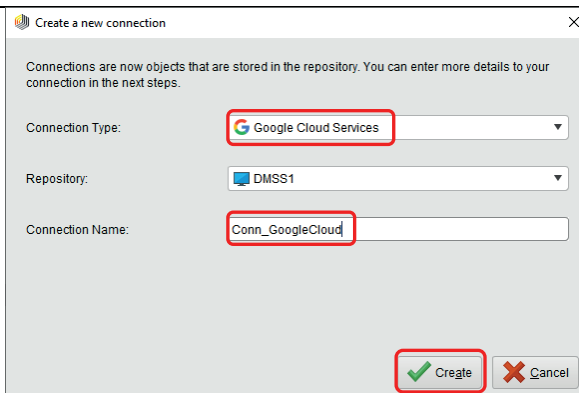 Create a new connection
Connections are now objects that are stored in the repository. You can enter more details to your
connection in the next steps.
Connection Type: Google Cloud Services
Repository: DMSS1
Connection Name: Conn_GoogleCloud
Create Cancel